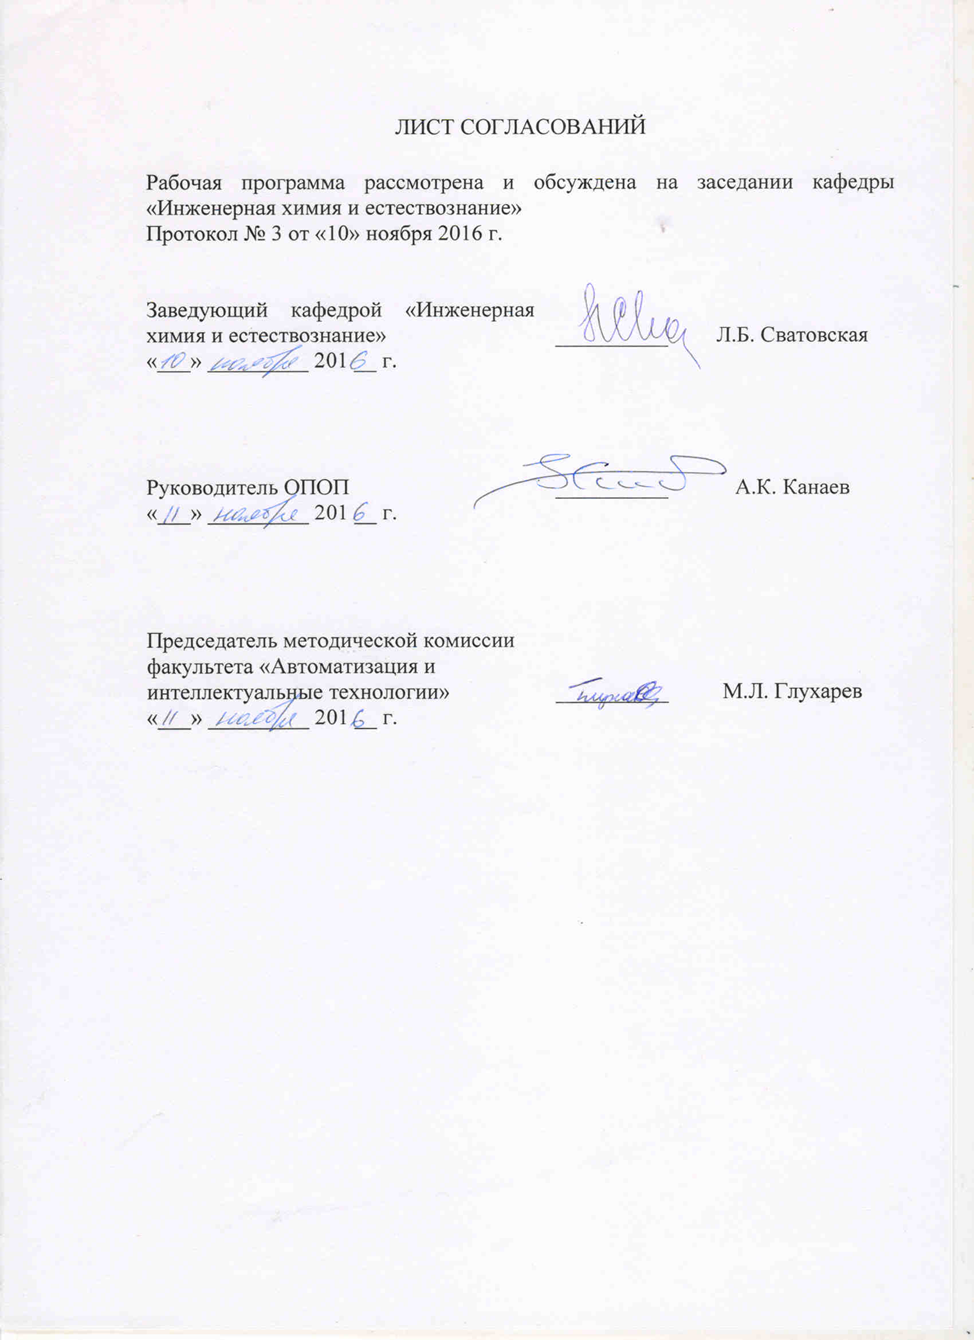 ЛИСТ СОГЛАСОВАНИЙ
Рабочая программа рассмотрена и обсуждена на заседании кафедры
«Инженерная химия и естествознание»
Протокол № 3 от «10» ноября 2016 г.
Заведующий кафедрой «Инженерная
химия и естествознание» Л.Б. Сватовская
«10» ноября 2016 г.
Руководитель ОПОП А.К. Канаев
«11» ноября 2016 г.
Председатель методической комиссии
факультета «Автоматизация и
интеллектуальные технологии» М.Л. Глухарев
«11» ноября 2016 г.